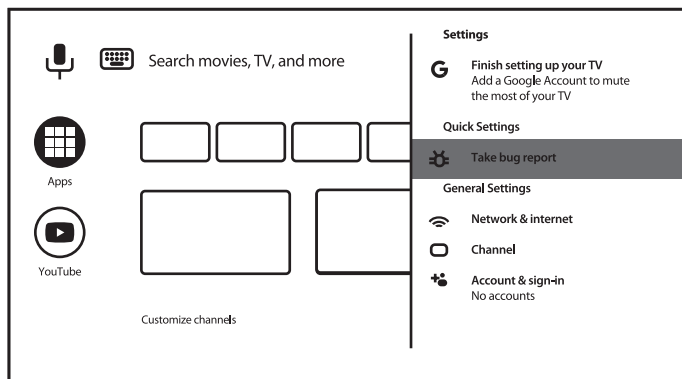 Search movies, TV, and more
Apps
YouTube
Customize channels
Settings
G
Finish setting up your TV
Add a Google Account to mute
the most of your TV
Quick Settings
Take bug report
General Settings
Network & internet
Channel
Account & sign-in
No accounts